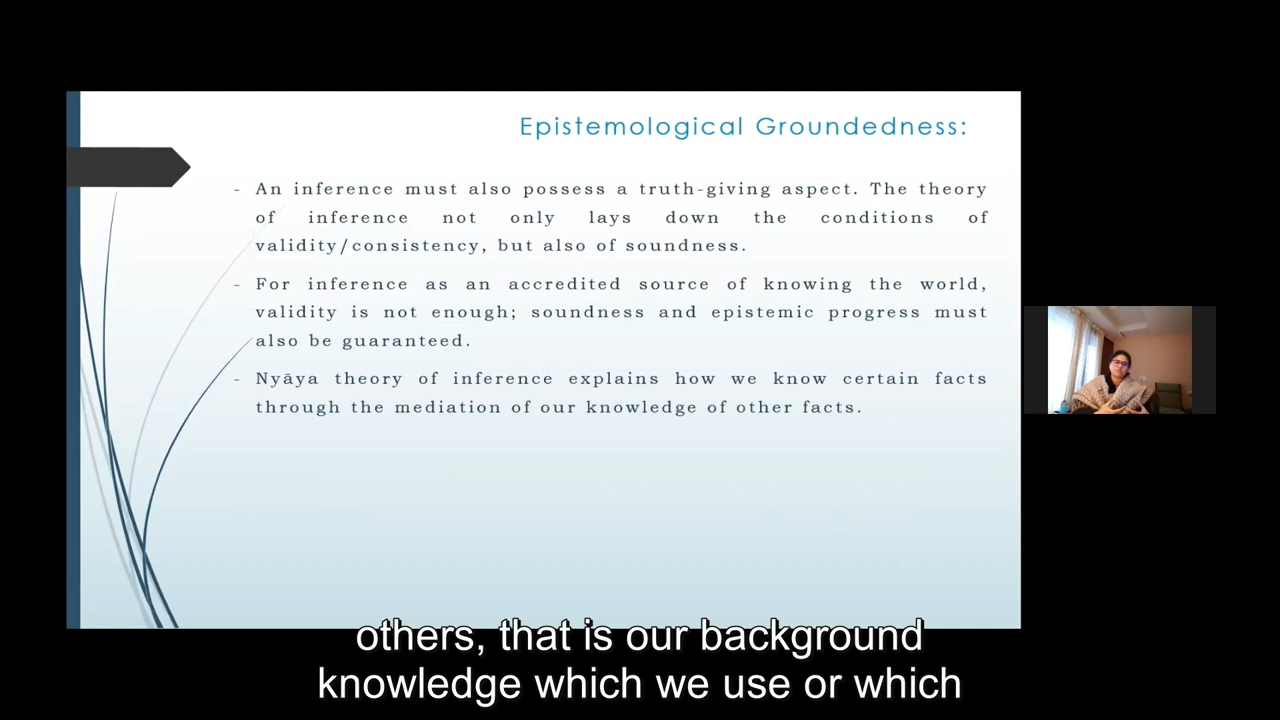 Epistemological Groundedness:
- An inference must also possess a truth-giving aspect. The theory
of inference not only lays down the conditions of
validity/consistency, but also of soundness.
- For inference as an accredited source of knowing the world,
validity is not enough; soundness and epistemic progress must
also be guaranteed.
- Nyāya theory of inference explains how we know certain facts
through the mediation of our knowledge of other facts.
others, that is our background
knowledge which we use or which